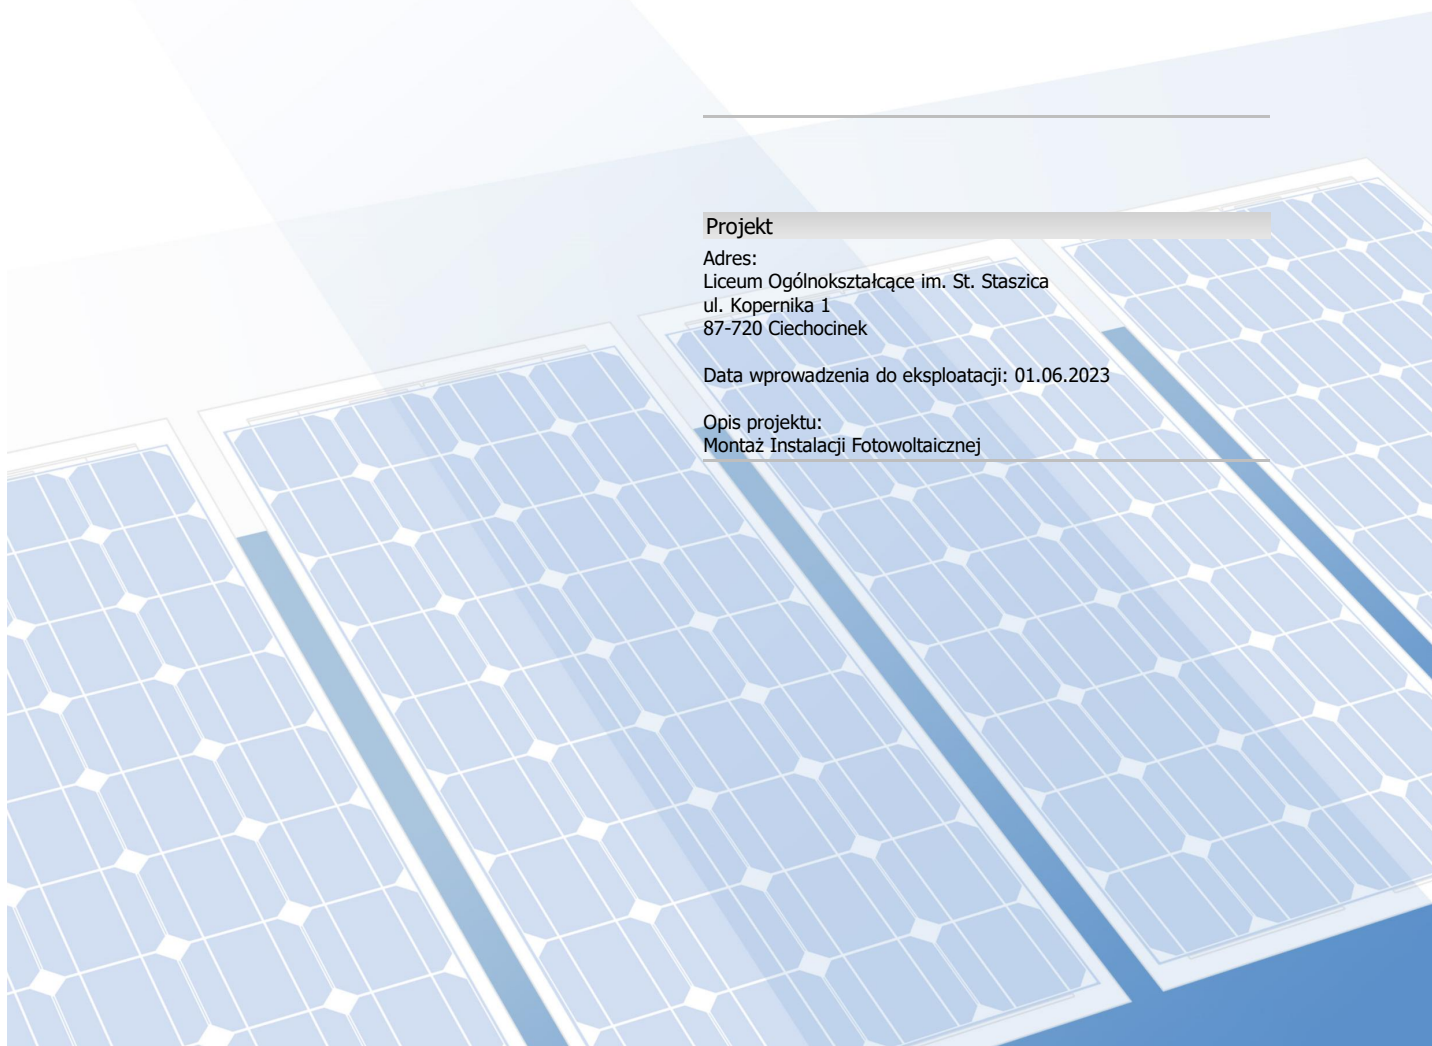 Projekt
Adres:
Liceum Ogólnokształcące im. St. Staszica
ul. Kopernika 1
87-720 Ciechocinek
Data wprowadzenia do eksploatacji: 01.06.2023
Opis projektu:
Montaż Instalacji Fotowoltaicznej